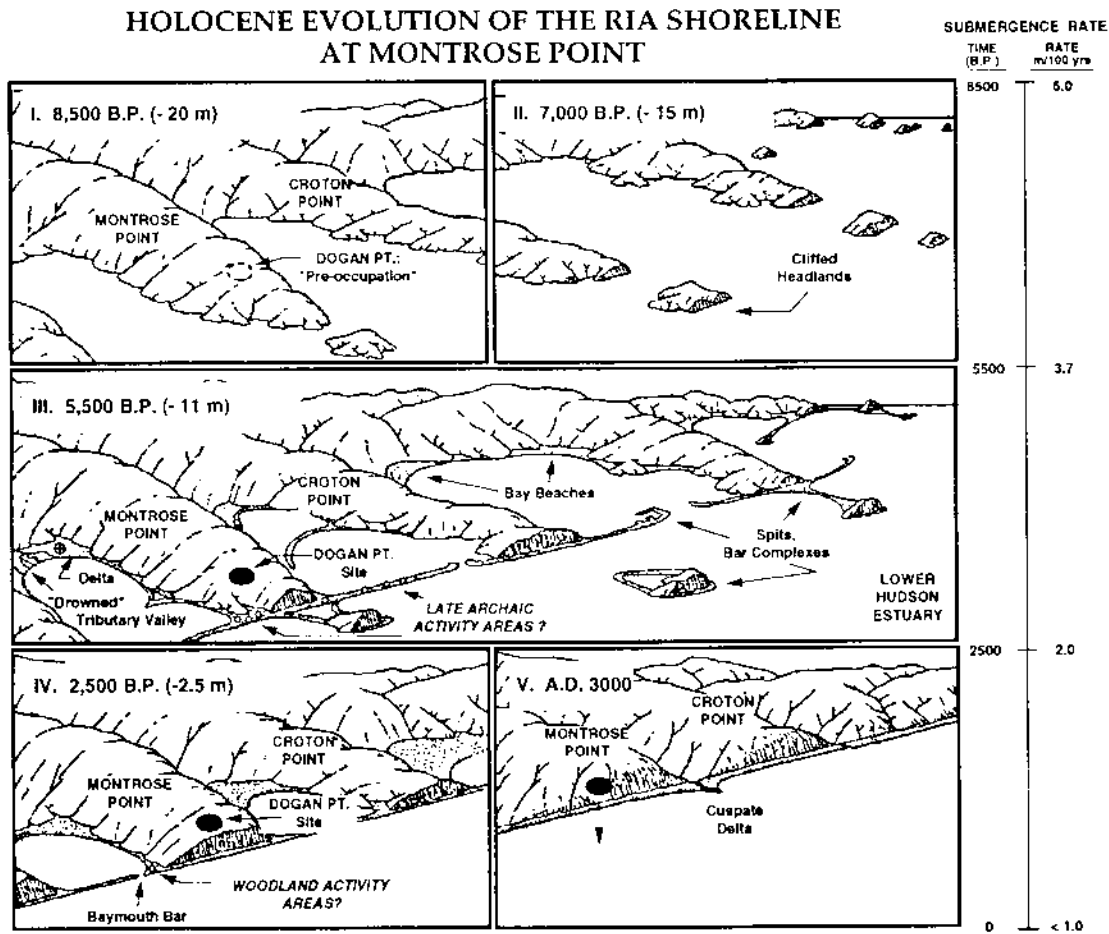 HOLOCENE EVOLUTION OF THE RIA SHORELINE
AT MONTROSE POINT
SUBMERGENCE RATE
TIME
(B.P.)
RATE
m/100 yrs
8500
6.0
5500
3.7
2500
2.0
0
< 1.0
I. 8,500 B.P. (- 20 m)
CROTON
POINT
MONTROSE
POINT
DOGAN PT.:
"Pre-occupation"
II. 7,000 B.P. (- 15 m)
Cliffed
Headlands
III. 5,500 B.P. (- 11 m)
CROTON
POINT
Bay Beaches
MONTROSE
POINT
DOGAN PT.
Site
Spits,
Bar Complexes
Delta
"Drowned"
Tributary Valley
LATE ARCHAIC
ACTIVITY AREAS ?
LOWER
HUDSON
ESTUARY
IV. 2,500 B.P. (-2.5 m)
CROTON
POINT
MONTROSE
POINT
DOGAN PT.
Site
WOODLAND ACTIVITY
AREAS?
Baymouth Bar
V. A.D. 3000
CROTON
POINT
MONTROSE
POINT
Cuspate
Delta